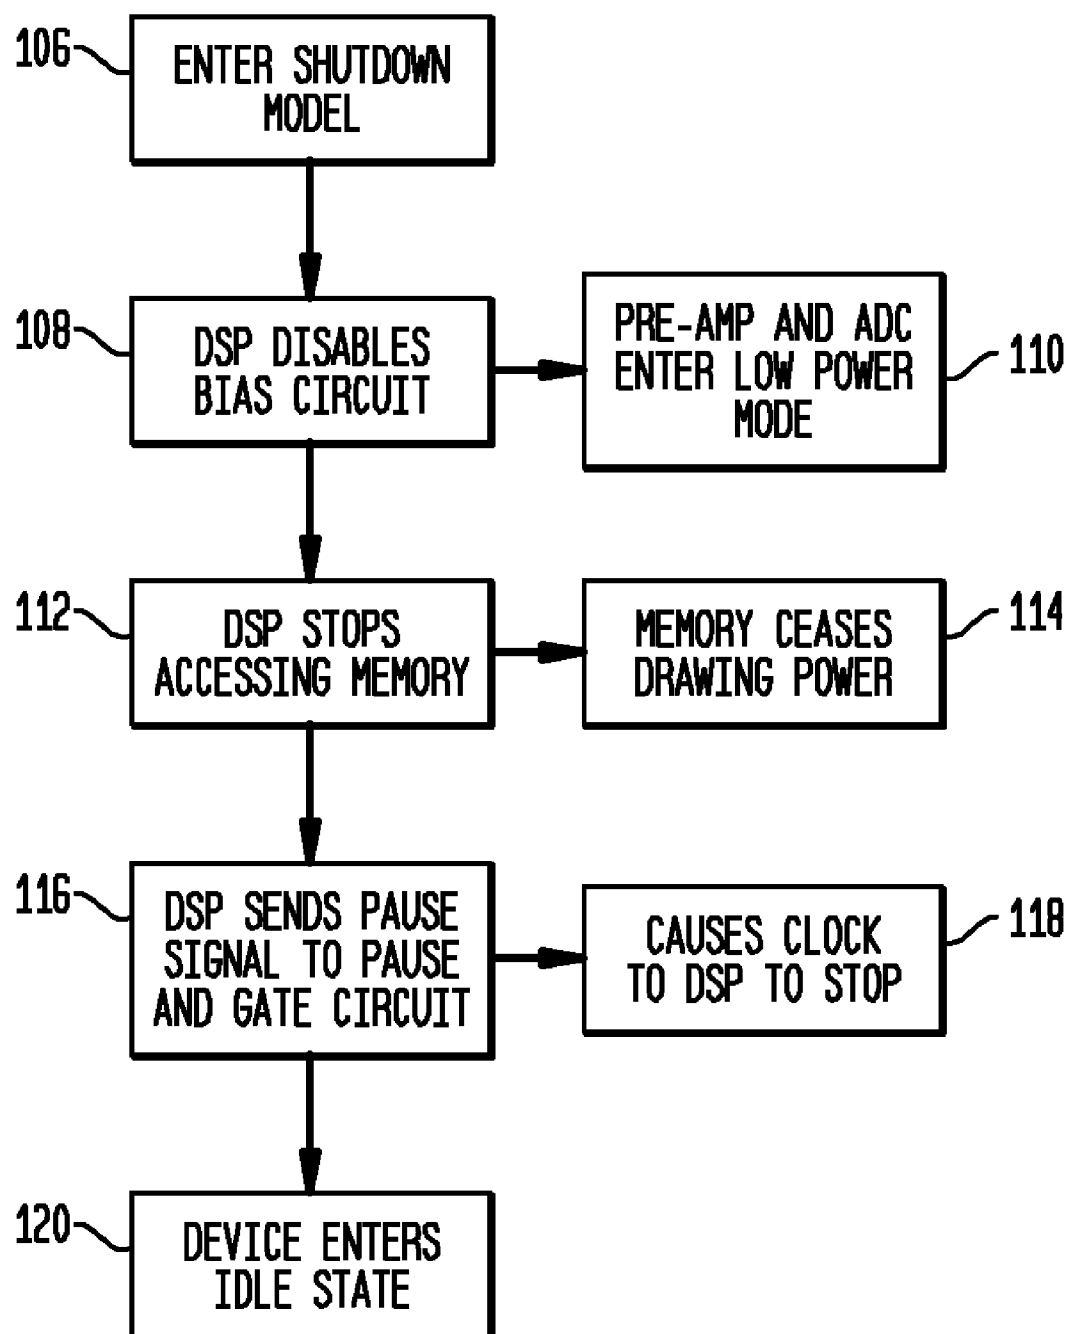 106
ENTER SHUTDOWN
MODEL
108
DSP DISABLES
BIAS CIRCUIT
PRE-AMP AND ADC
ENTER LOW POWER
MODE
110
112
DSP STOPS
ACCESSING MEMORY
MEMORY CEASES
DRAWING POWER
114
116
DSP SENDS PAUSE
SIGNAL TO PAUSE
AND GATE CIRCUIT
CAUSES CLOCK
TO DSP TO STOP
118
120
DEVICE ENTERS
IDLE STATE